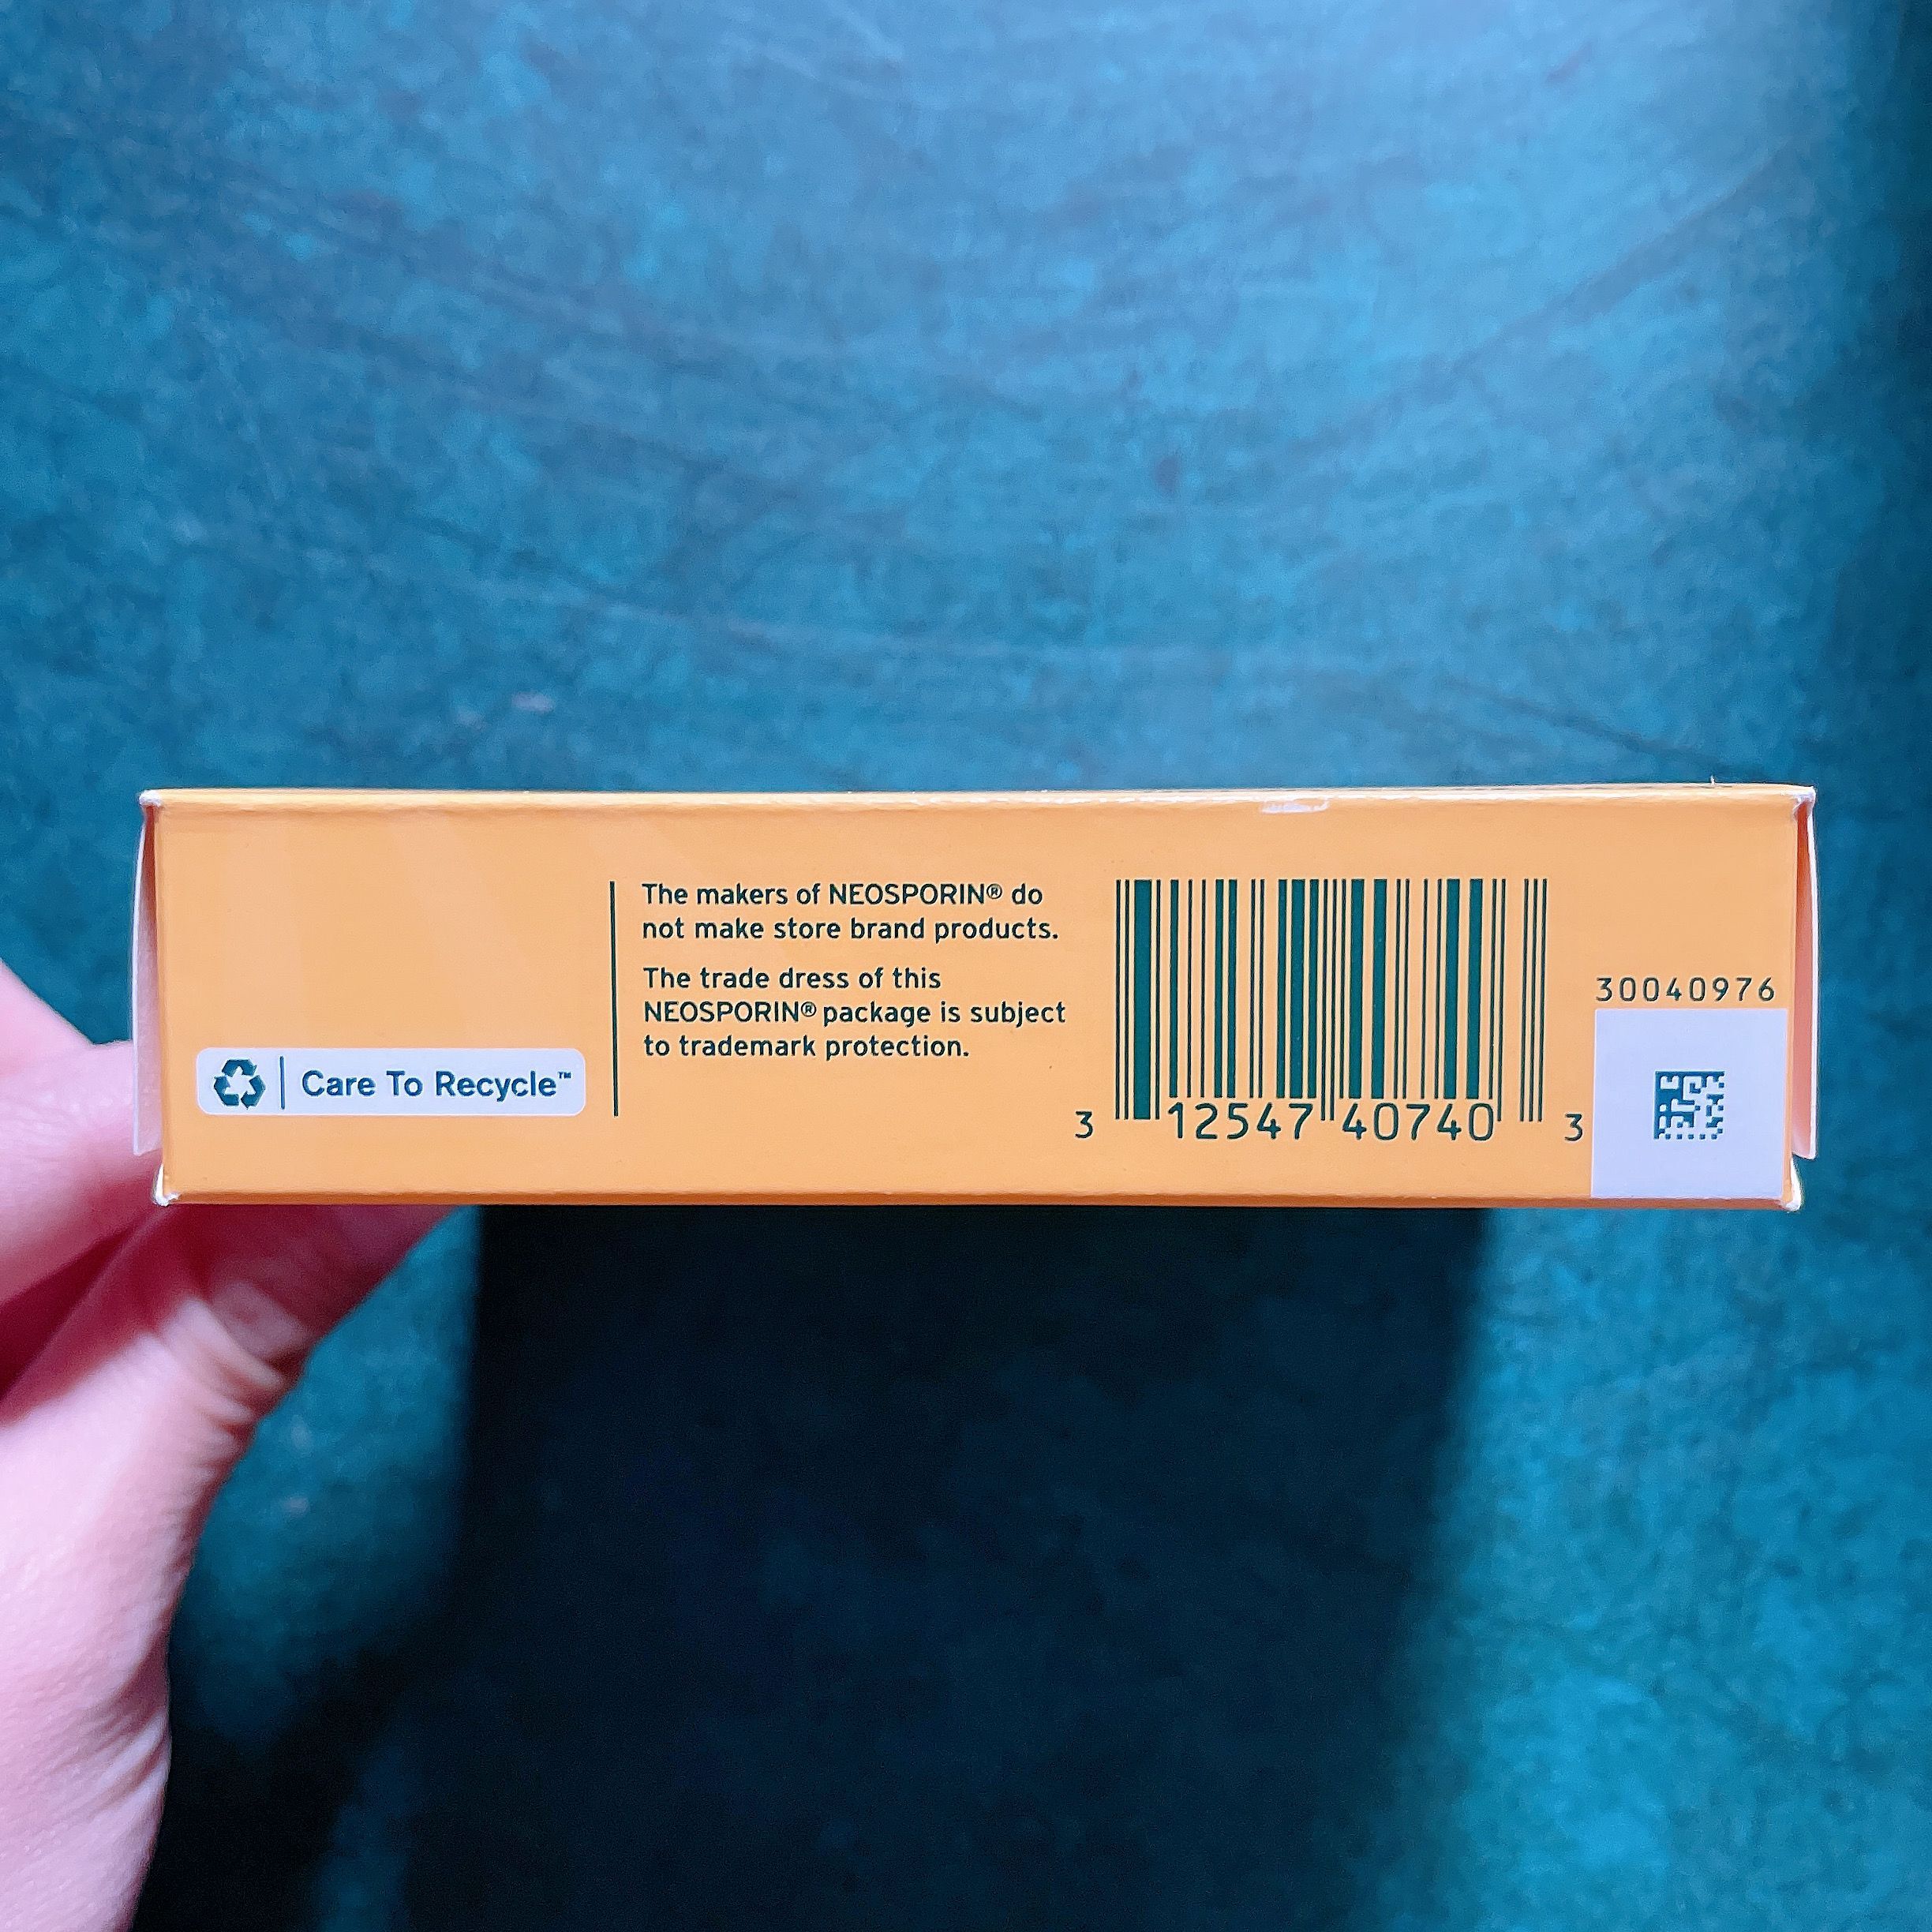 Care To Recycle™
The makers of NEOSPORIN® do
not make store brand products.
The trade dress of this
NEOSPORIN® package is subject
to trademark protection.
3 12547 40740 3
30040976